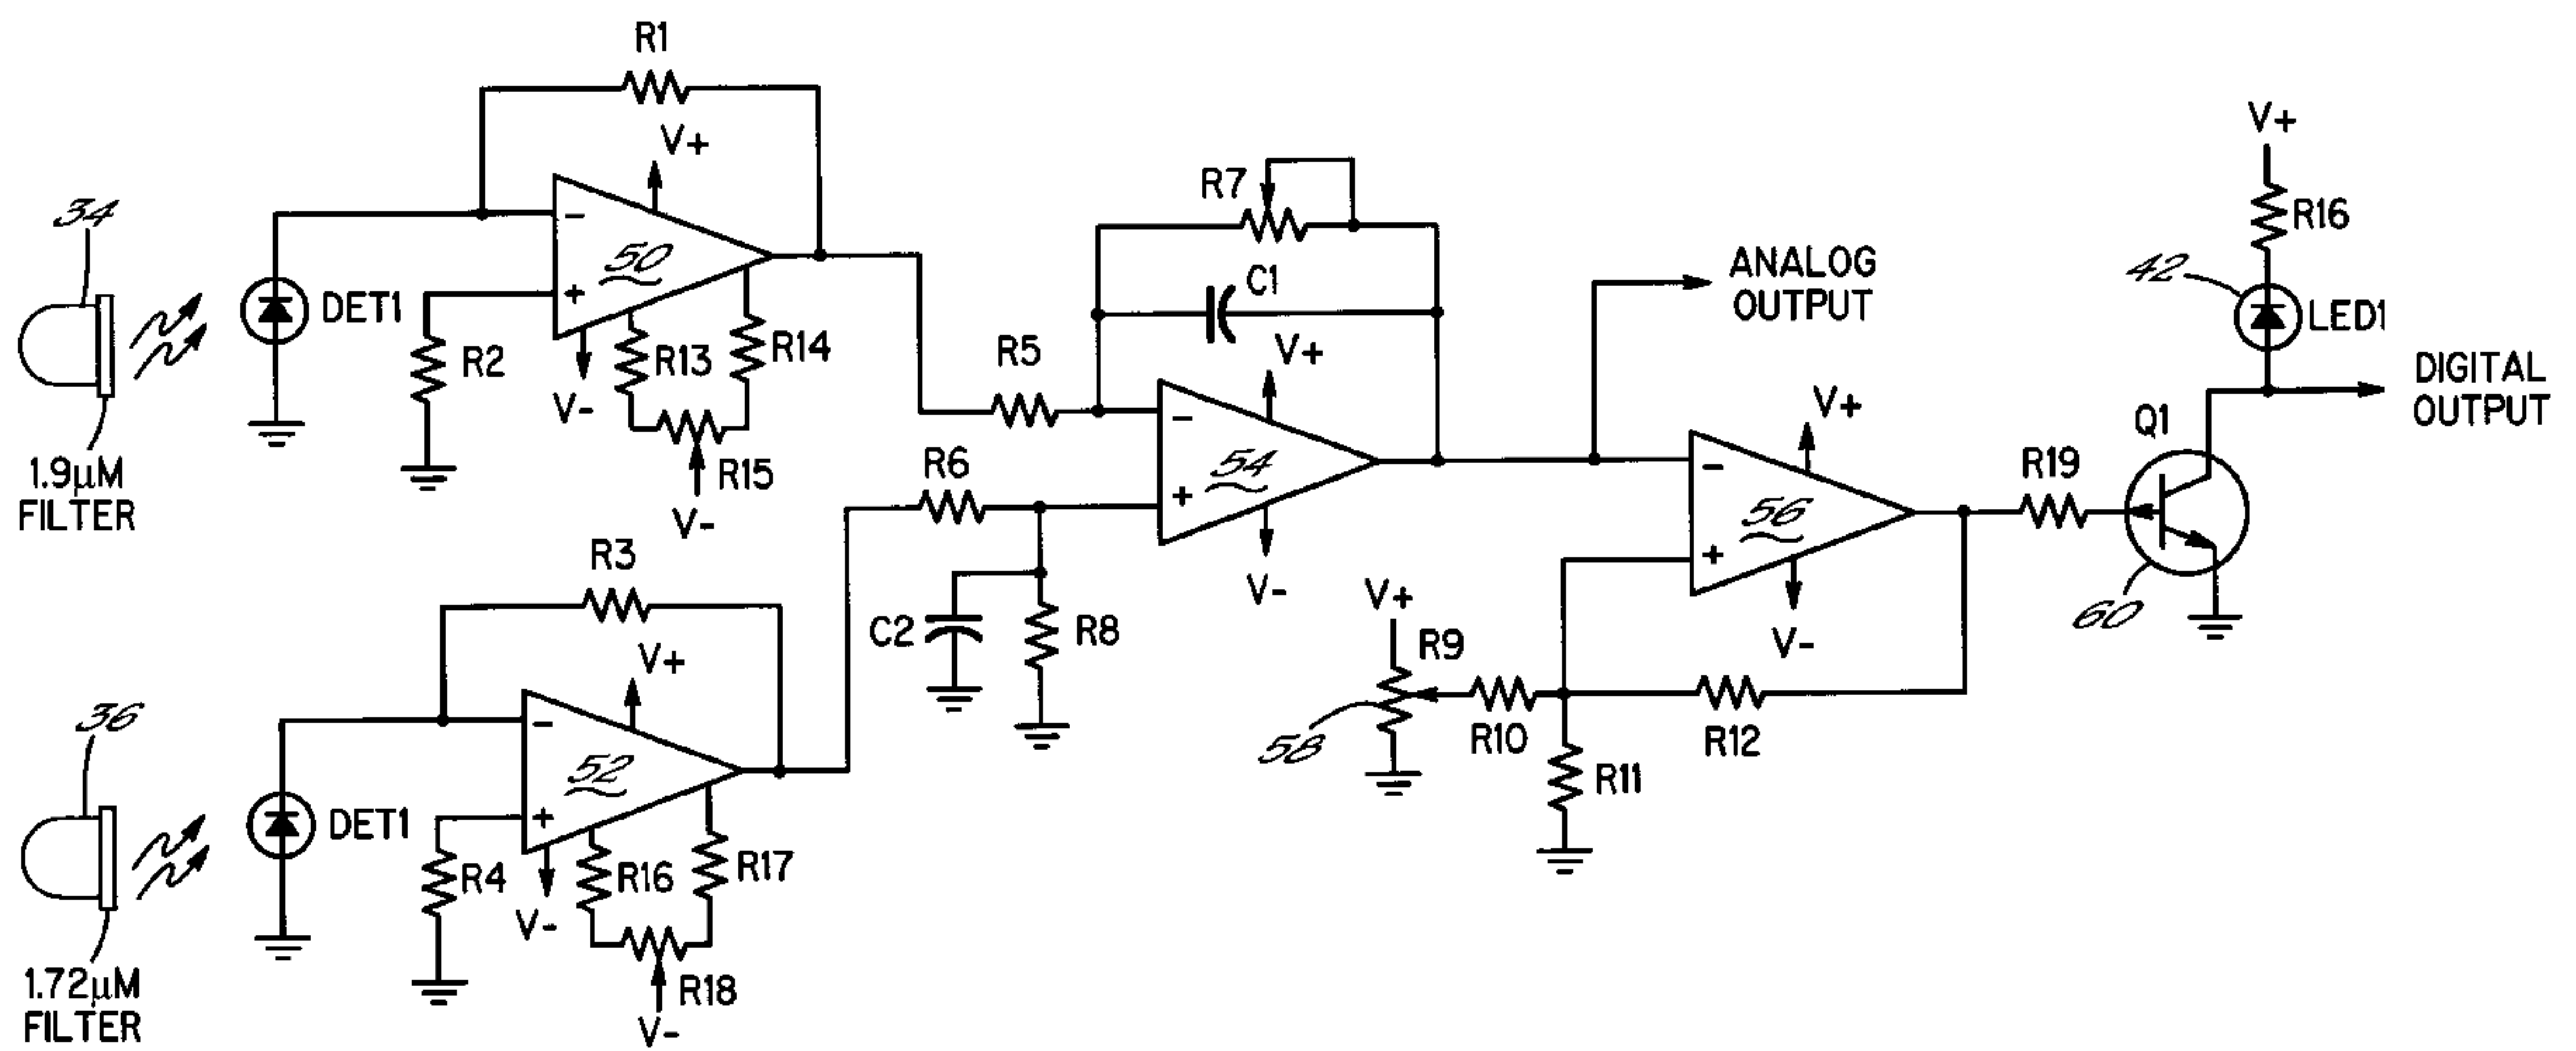 R1
V+
34
50
DET1
R2
R13
R14
V-
R15
V-
1.9µM
FILTER
R7
C1
R5
V+
54
R6
V-
C2
R8
ANALOG
OUTPUT
V+
56
V-
V+
R9
58
R10
R11
R12
V+
R16
42
LED1
DIGITAL
OUTPUT
Q1
R19
60
R3
V+
36
52
DET1
R4
R16
R17
V-
R18
V-
1.72µM
FILTER